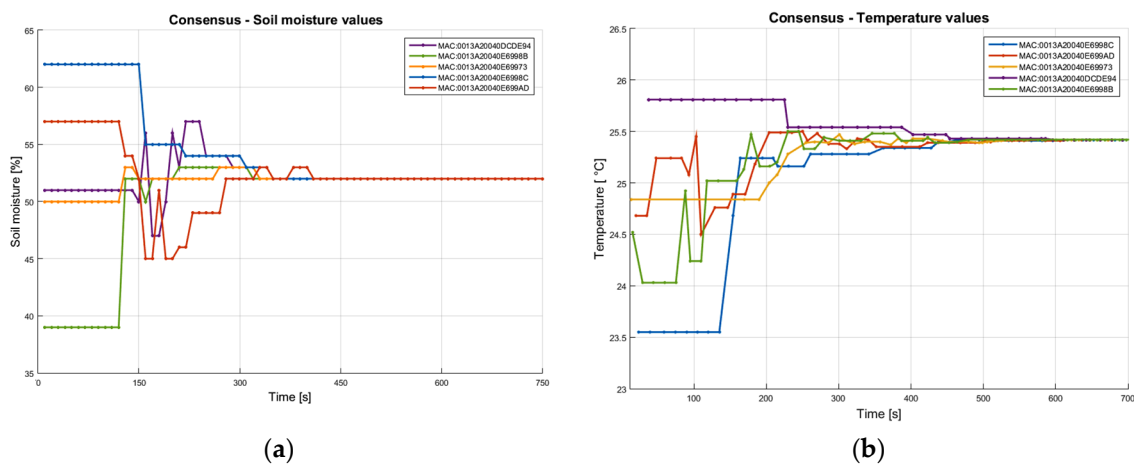 Consensus - Soil moisture values
65
60
55
50
45
40
35
Soil moisture [%]
0
150
300
450
600
750
Time [s]
MAC:0013A20040DCDE94
MAC:0013A20040E6998B
MAC:0013A20040E69973
MAC:0013A20040E6998C
MAC:0013A20040E699AD
(a)
Consensus - Temperature values
26.5
26
25.5
25
24.5
24
23.5
23
Temperature [ °C]
100
200
300
400
500
600
700
Time [s]
MAC:0013A20040E6998C
MAC:0013A20040E699AD
MAC:0013A20040E69973
MAC:0013A20040DCDE94
MAC:0013A20040E6998B
(b)